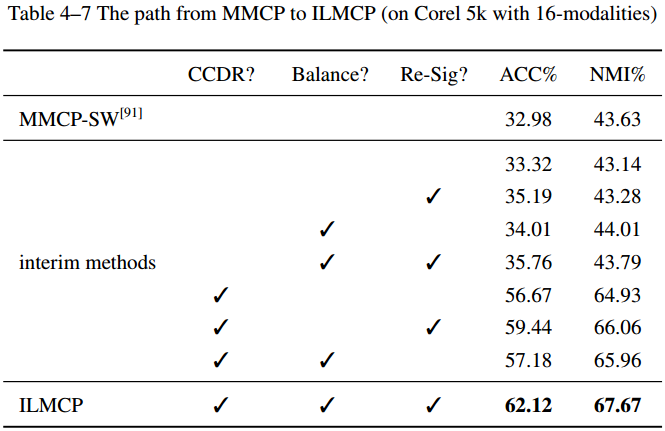 Table 4–7 The path from MMCP to ILMCP (on Corel 5k with 16-modalities)
CCDR? Balance? Re-Sig? ACC% NMI%
MMCP-SW[91] 32.98 43.63
33.32 43.14
✓ 35.19 43.28
✓ 34.01 44.01
interim methods ✓ ✓ 35.76 43.79
✓ 56.67 64.93
✓ ✓ 59.44 66.06
✓ ✓ 57.18 65.96
ILMCP ✓ ✓ ✓ 62.12 67.67